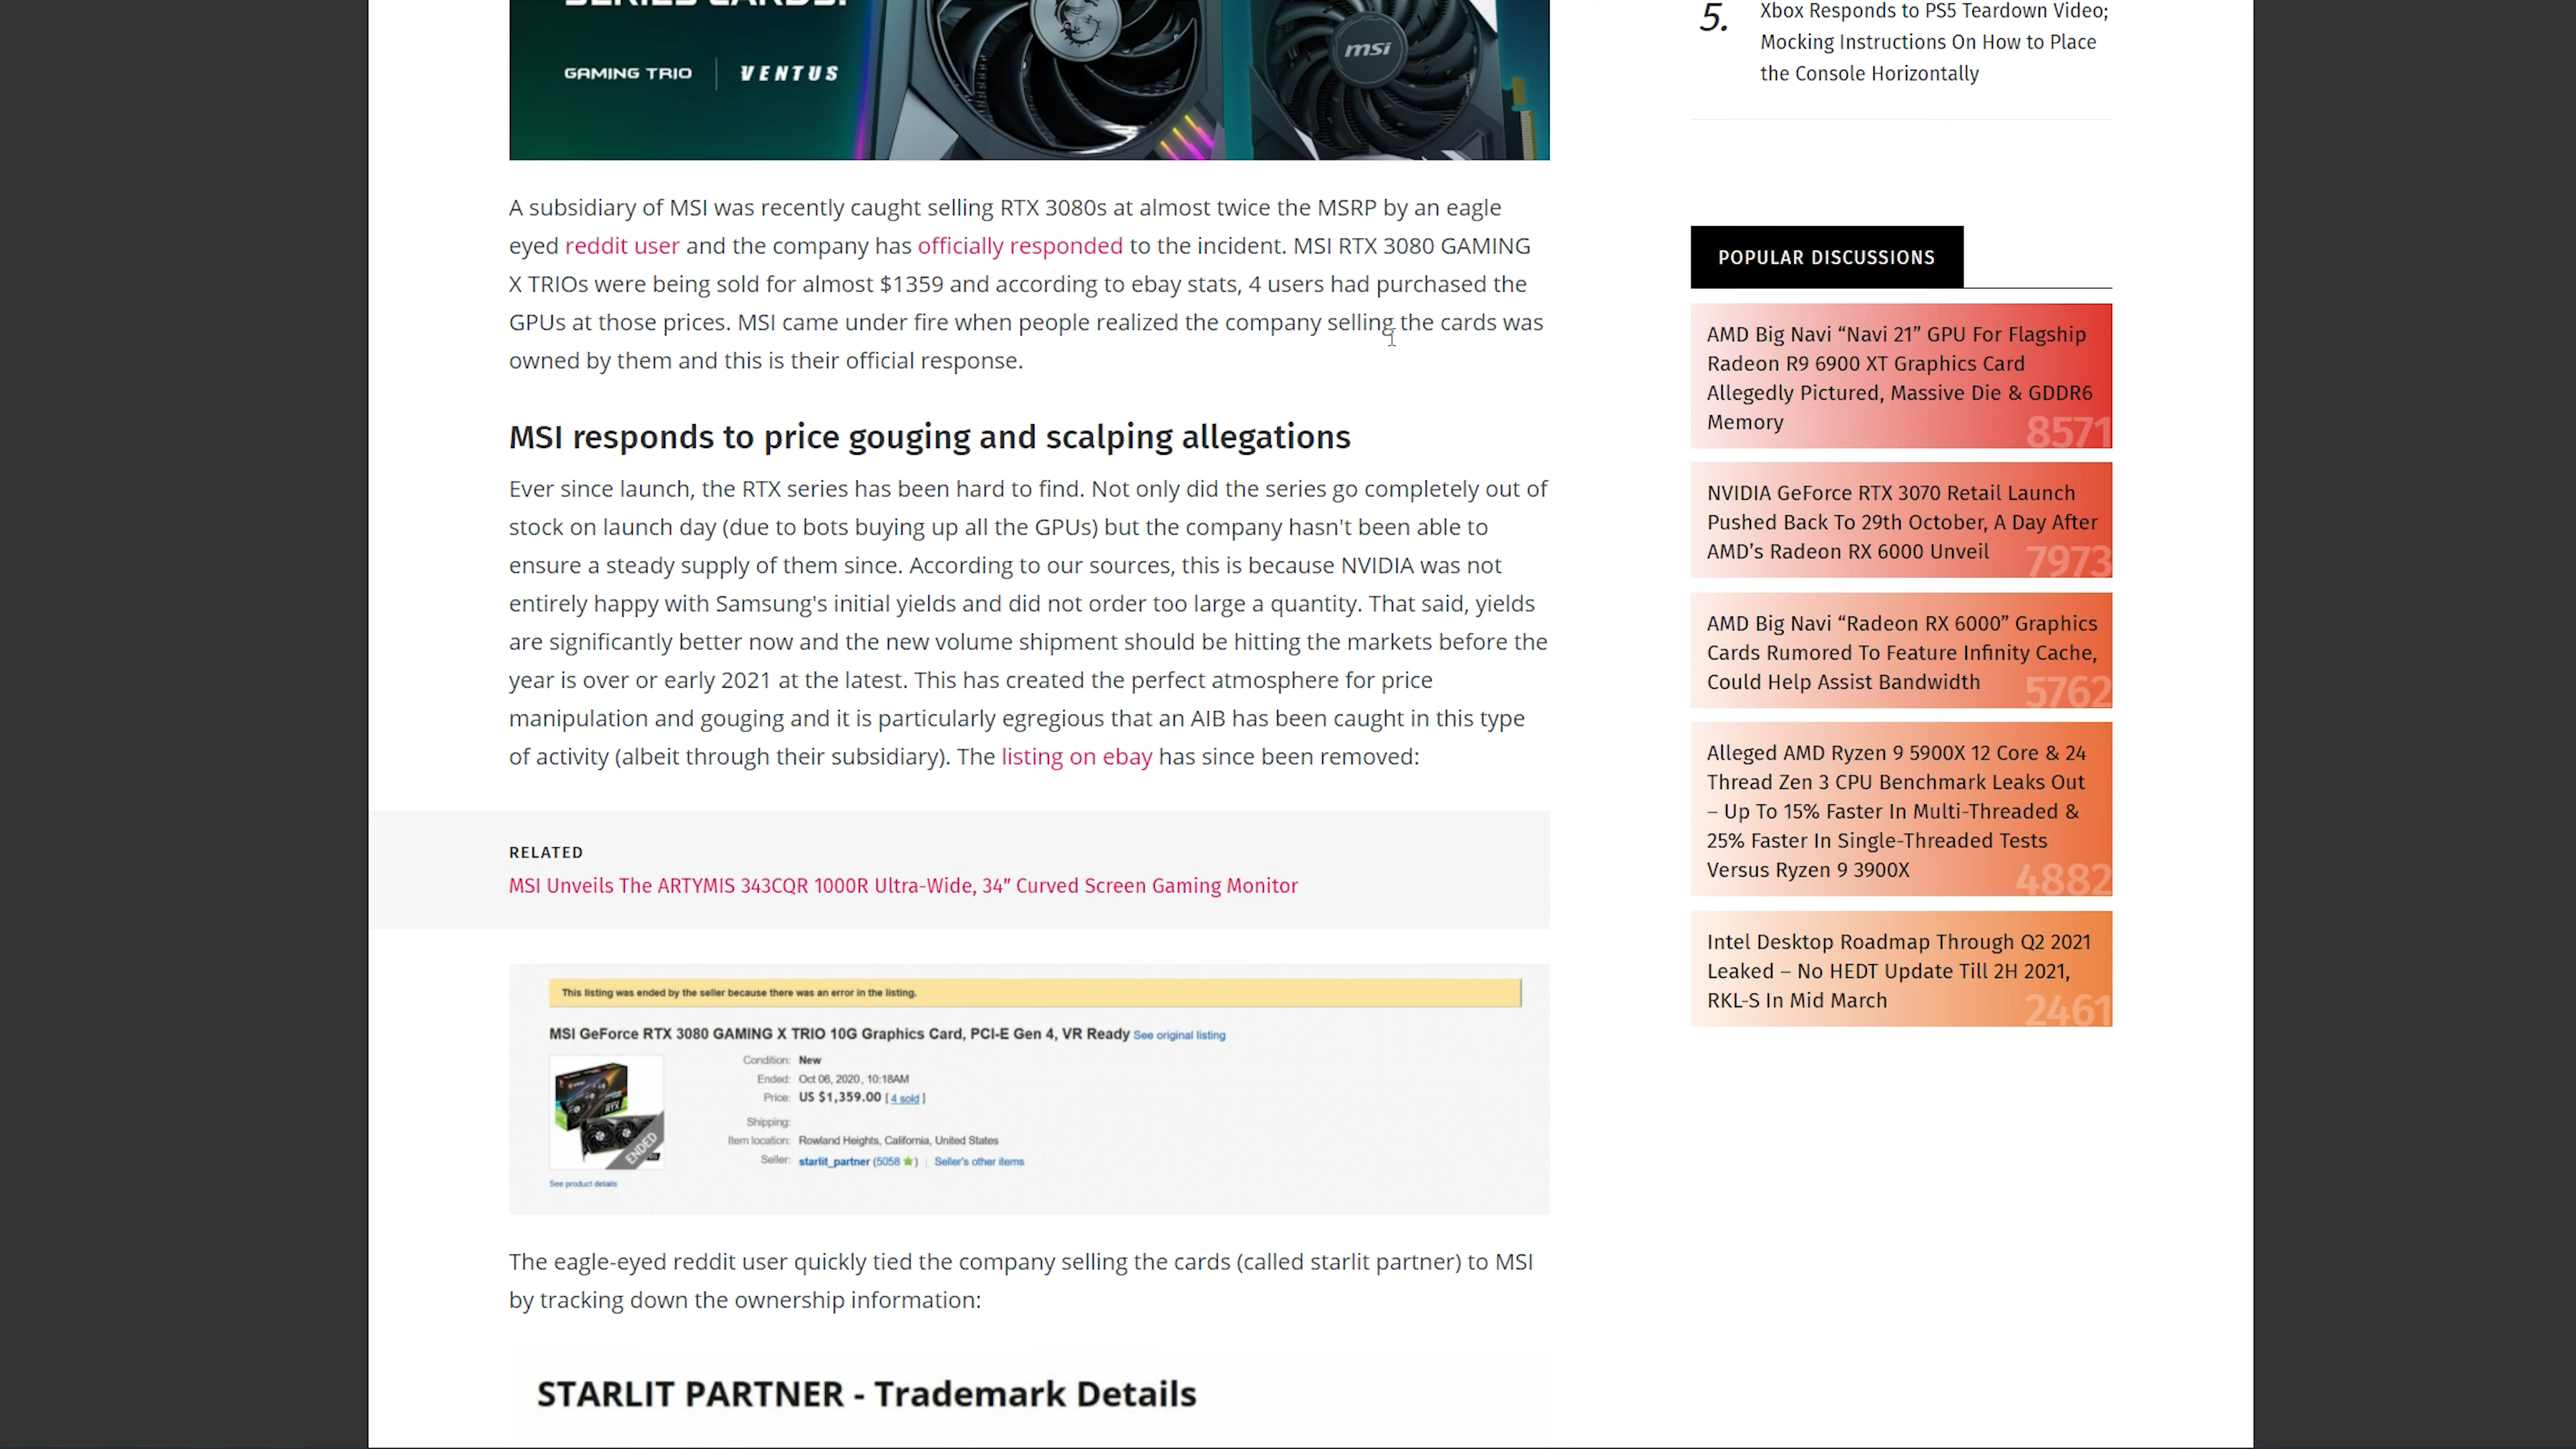 SERIES CARDS!
GAMING TRIO | VENTUS
msi
A subsidiary of MSI was recently caught selling RTX 3080s at almost twice the MSRP by an eagle
eyed reddit user and the company has officially responded to the incident. MSI RTX 3080 GAMING
X TRIOs were being sold for almost $1359 and according to ebay stats, 4 users had purchased the
GPUs at those prices. MSI came under fire when people realized the company selling the cards was
owned by them and this is their official response.
MSI responds to price gouging and scalping allegations
Ever since launch, the RTX series has been hard to find. Not only did the series go completely out of
stock on launch day (due to bots buying up all the GPUs) but the company hasn't been able to
ensure a steady supply of them since. According to our sources, this is because NVIDIA was not
entirely happy with Samsung's initial yields and did not order too large a quantity. That said, yields
are significantly better now and the new volume shipment should be hitting the markets before the
year is over or early 2021 at the latest. This has created the perfect atmosphere for price
manipulation and gouging and it is particularly egregious that an AIB has been caught in this type
of activity (albeit through their subsidiary). The listing on ebay has since been removed:
RELATED
MSI Unveils The ARTYMIS 343CQR 1000R Ultra-Wide, 34″ Curved Screen Gaming Monitor
This listing was ended by the seller because there was an error in the listing.
MSI GeForce RTX 3080 GAMING X TRIO 10G Graphics Card, PCI-E Gen 4, VR Ready See original listing
Condition: New
Ended: Oct 06, 2020, 10:18AM
Price: US $1,359.00 [ 4 sold ]
Shipping:
Item location: Rowland Heights, California, United States
Seller: starlit_partner (5058 ★) | Seller's other items
RTX
ENDED
See product details
The eagle-eyed reddit user quickly tied the company selling the cards (called starlit partner) to MSI
by tracking down the ownership information:
STARLIT PARTNER - Trademark Details
5.
Xbox Responds to PS5 Teardown Video;
Mocking Instructions On How to Place
the Console Horizontally
POPULAR DISCUSSIONS
AMD Big Navi “Navi 21” GPU For Flagship
Radeon R9 6900 XT Graphics Card
Allegedly Pictured, Massive Die & GDDR6
Memory
8571
NVIDIA GeForce RTX 3070 Retail Launch
Pushed Back To 29th October, A Day After
AMD’s Radeon RX 6000 Unveil
7973
AMD Big Navi “Radeon RX 6000” Graphics
Cards Rumored To Feature Infinity Cache,
Could Help Assist Bandwidth
5762
Alleged AMD Ryzen 9 5900X 12 Core & 24
Thread Zen 3 CPU Benchmark Leaks Out
– Up To 15% Faster In Multi-Threaded &
25% Faster In Single-Threaded Tests
Versus Ryzen 9 3900X
4882
Intel Desktop Roadmap Through Q2 2021
Leaked – No HEDT Update Till 2H 2021,
RKL-S In Mid March
2461